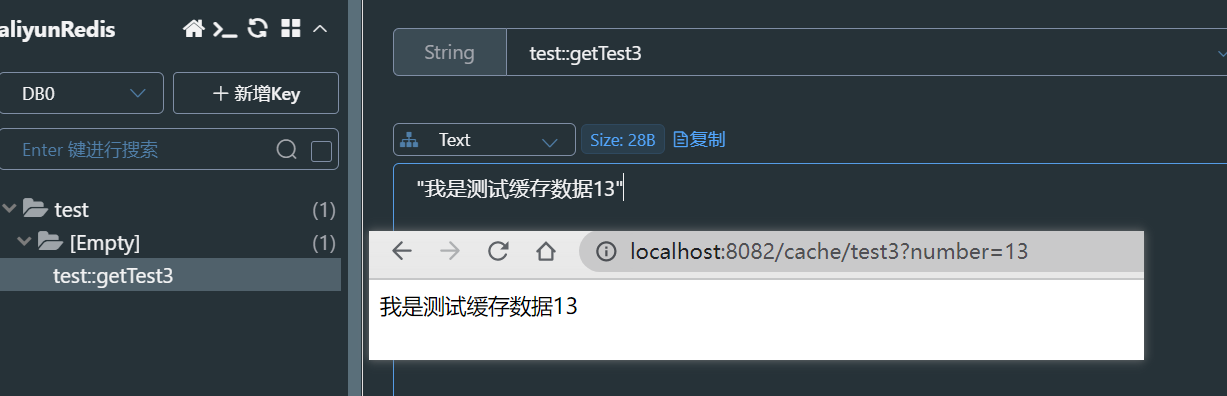 aliyunRedis
DB0
新增Key
Enter 键进行搜索
test (1)
[Empty] (1)
test::getTest3
String test::getTest3
Text Size: 28B 复制
"我是测试缓存数据13"
localhost:8082/cache/test3?number=13
我是测试缓存数据13